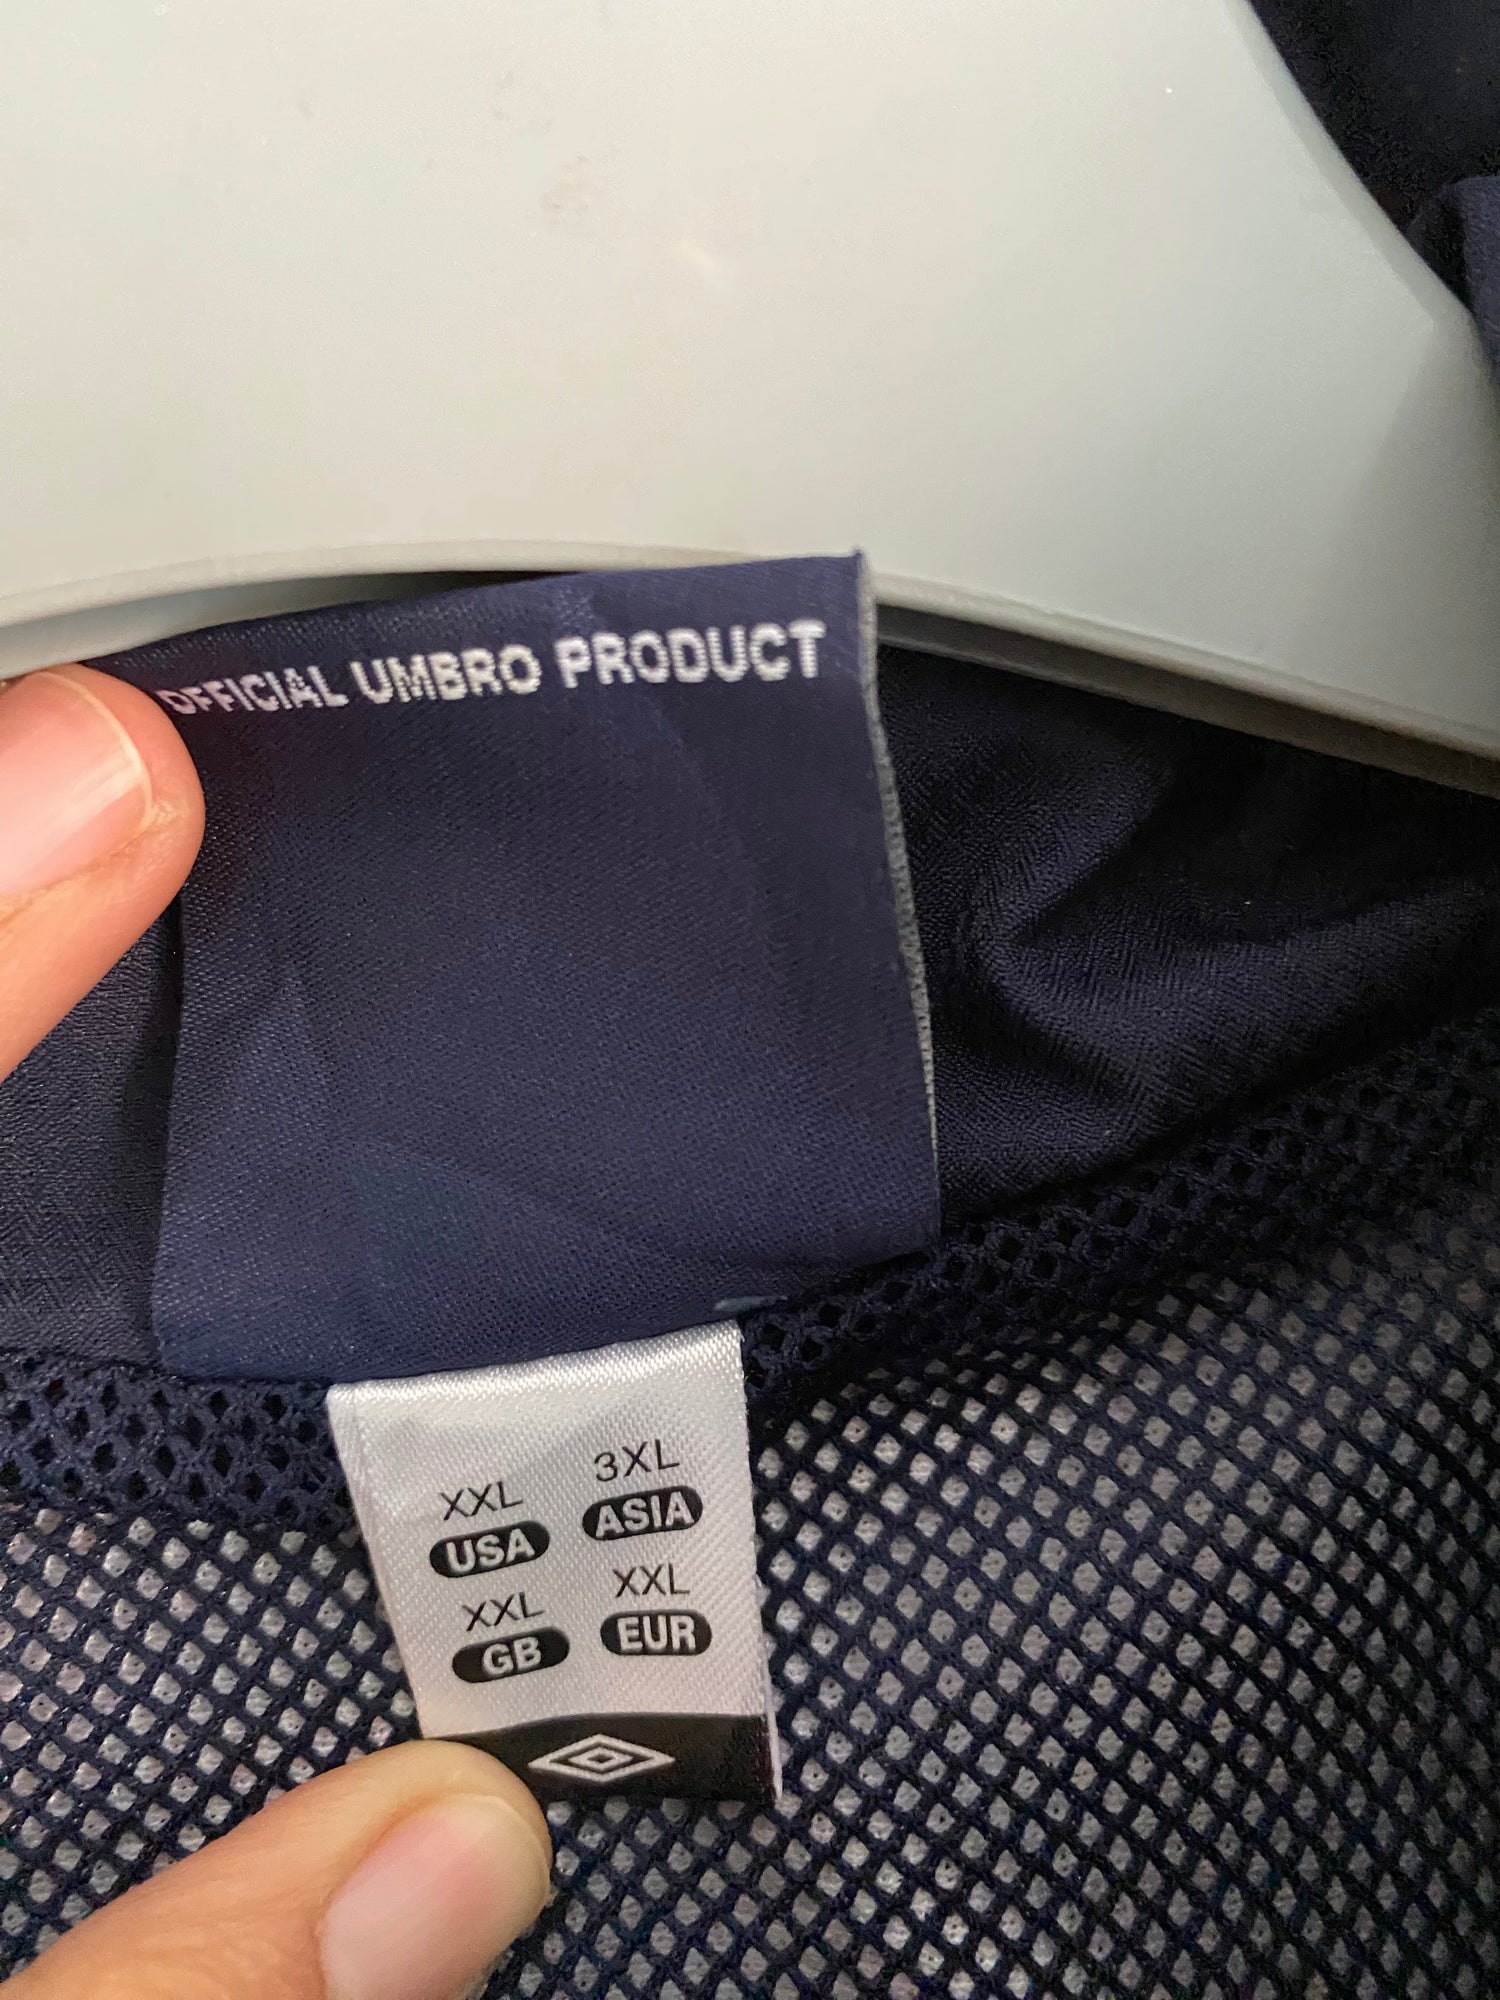 OFFICIAL UMBRO PRODUCT
XXL 3XL
USA ASIA
XXL XXL
GB EUR